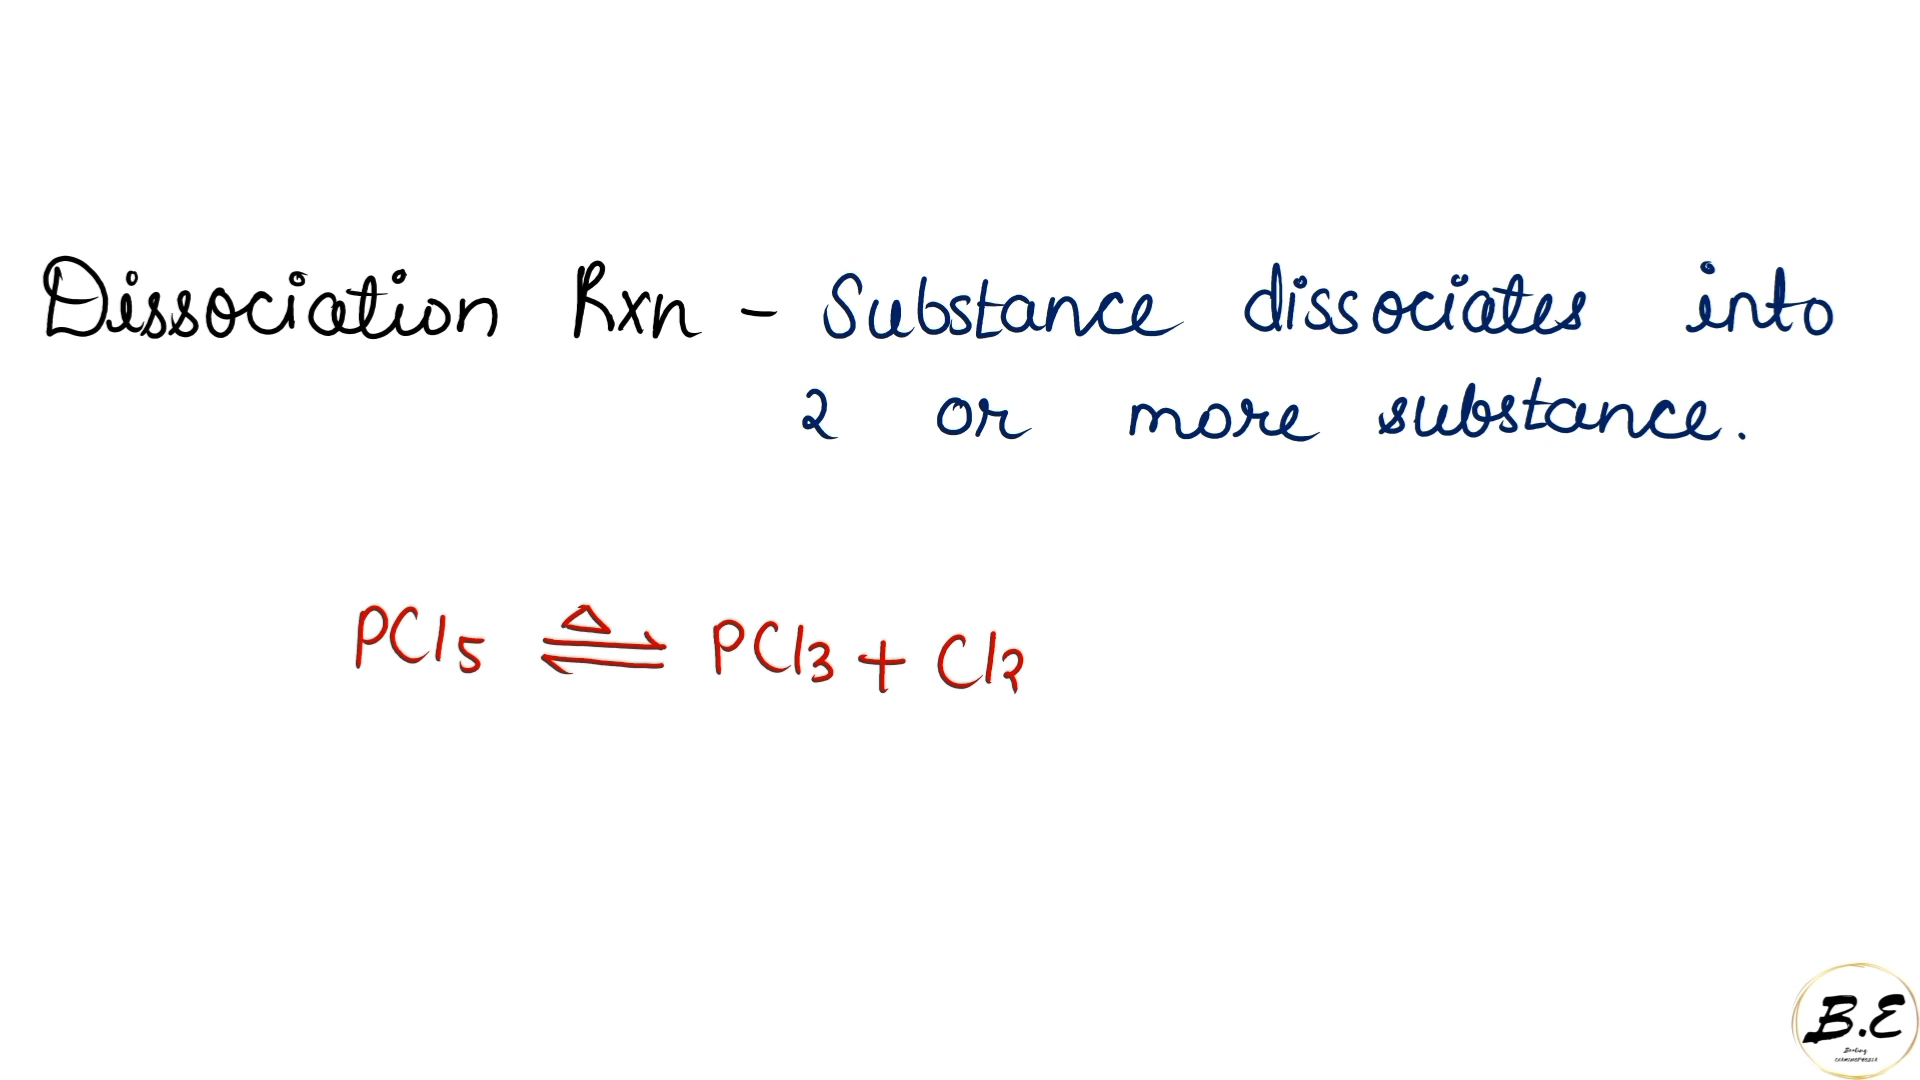 Dissociation Rxn - Substance dissociates into
2 or more substance.
PCl5 ⇌ Δ PCl3 + Cl2
B.E